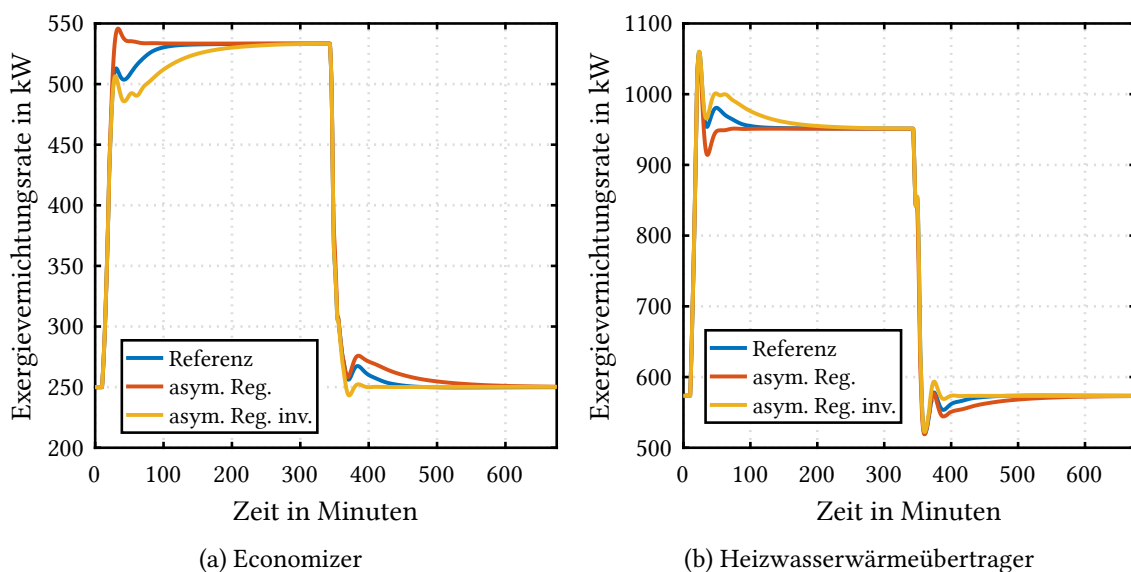 Exergievernichtungsrate in kW
550
500
450
400
350
300
250
200
0 100 200 300 400 500 600
Zeit in Minuten
Referenz
asym. Reg.
asym. Reg. inv.
(a) Economizer
Exergievernichtungsrate in kW
1100
1000
900
800
700
600
500
0 100 200 300 400 500 600
Zeit in Minuten
Referenz
asym. Reg.
asym. Reg. inv.
(b) Heizwasserwärmeübertrager